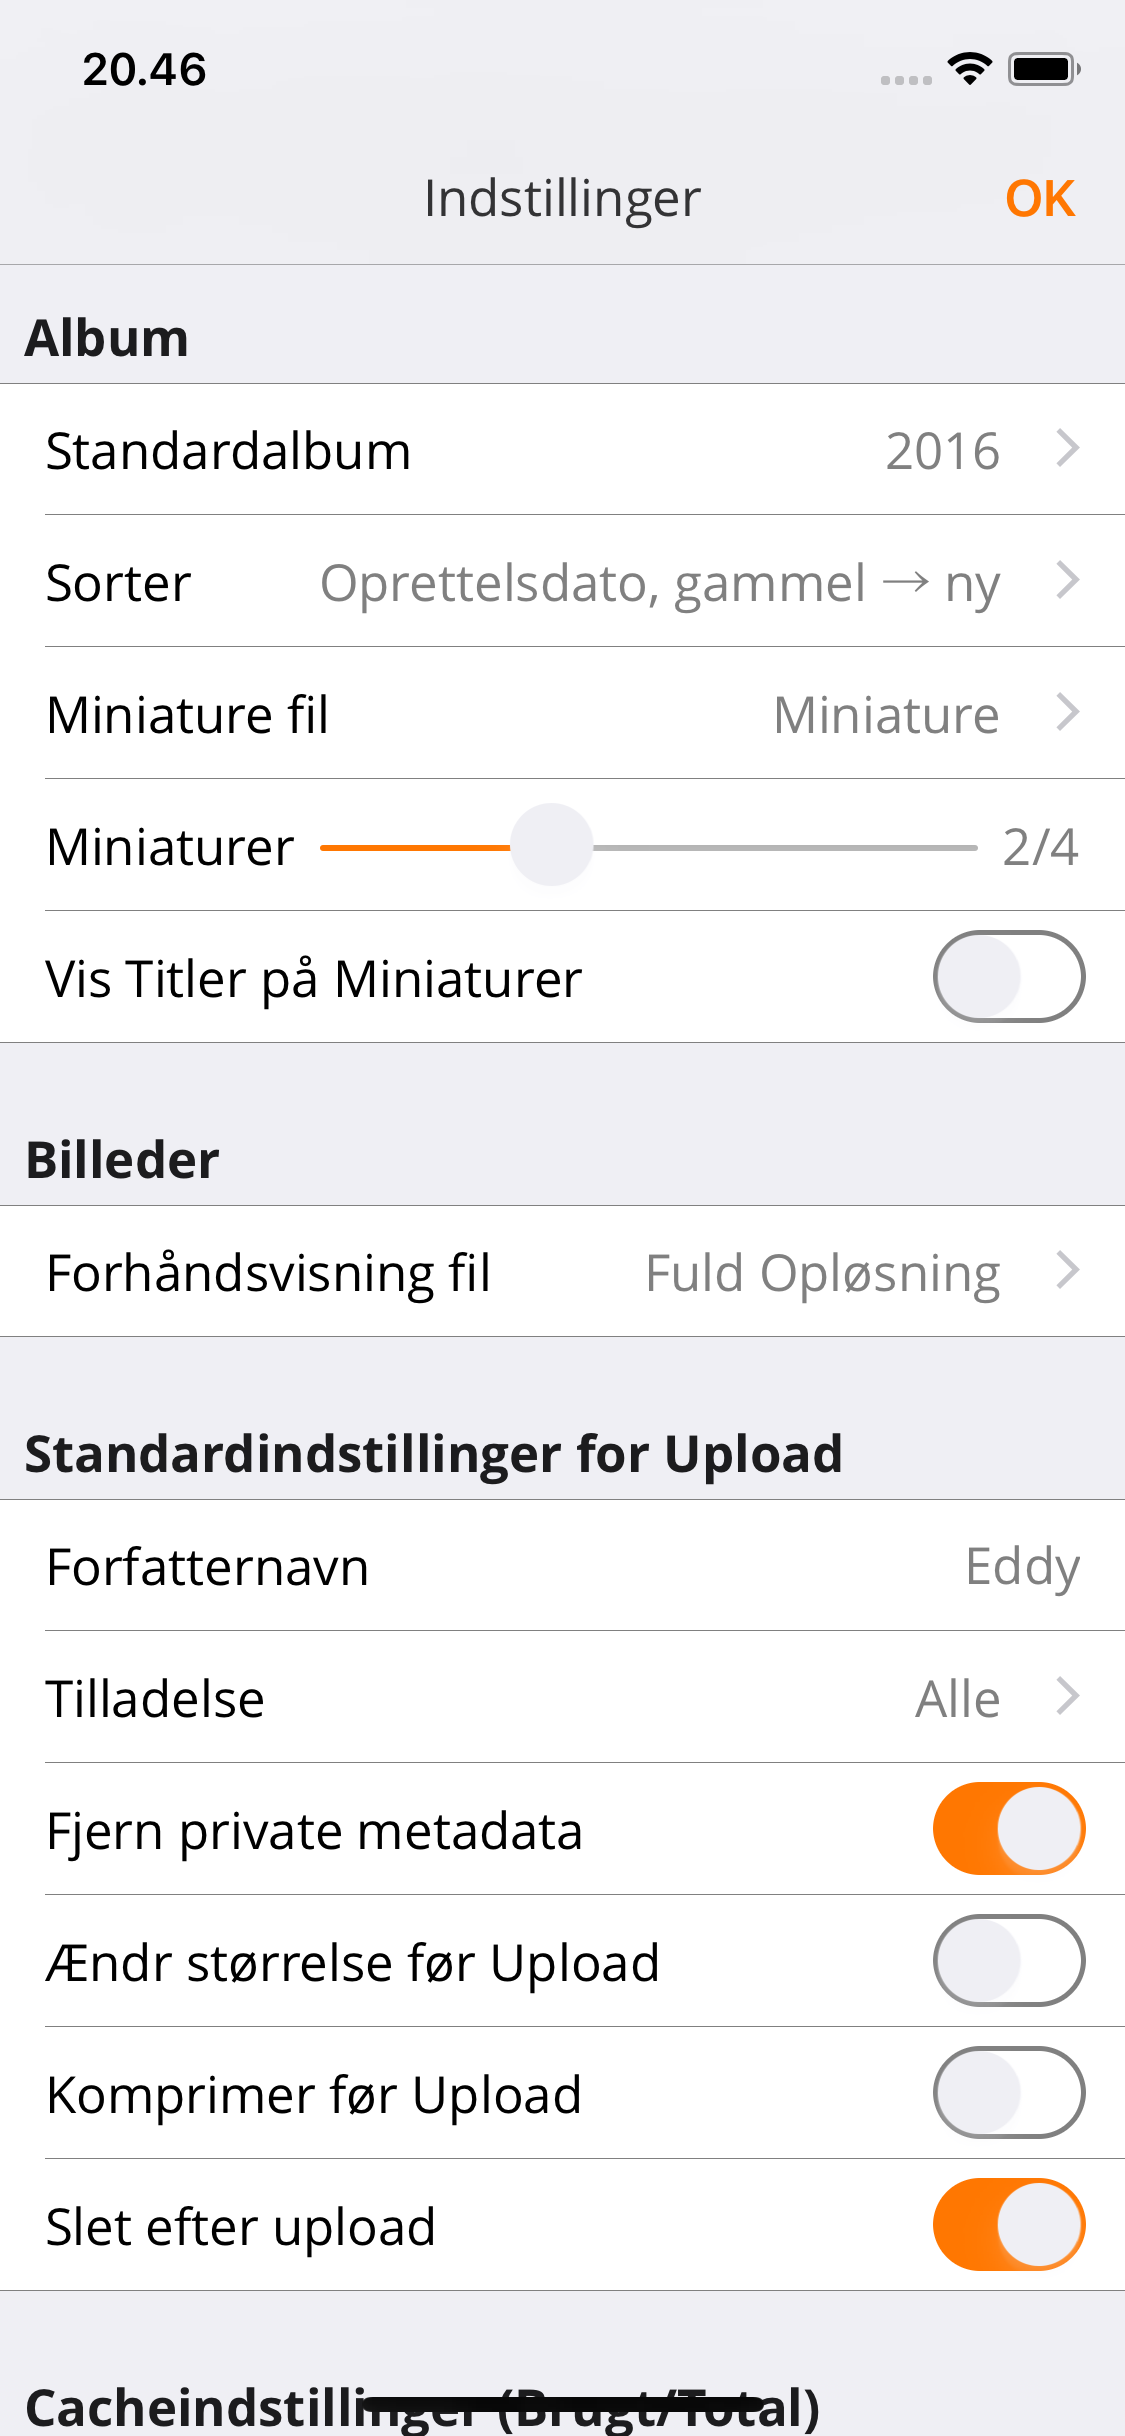 20.46
Indstillinger OK
Album
Standardalbum 2016
Sorter Oprettelsdato, gammel → ny
Miniature fil Miniature
Miniaturer 2/4
Vis Titler på Miniaturer
Billeder
Forhåndsvisning fil Fuld Opløsning
Standardindstillinger for Upload
Forfatternavn Eddy
Tilladelse Alle
Fjern private metadata
Ændr størrelse før Upload
Komprimer før Upload
Slet efter upload
Cacheindstillinger (Brugt/Total)